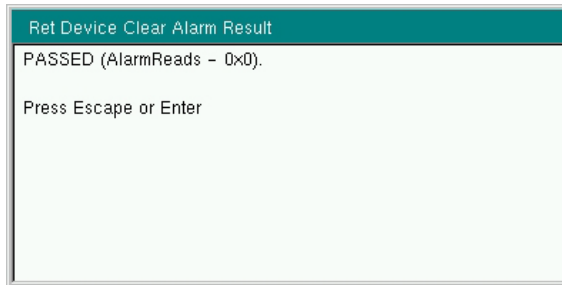 Ret Device Clear Alarm Result
PASSED (AlarmReads – 0x0).
Press Escape or Enter